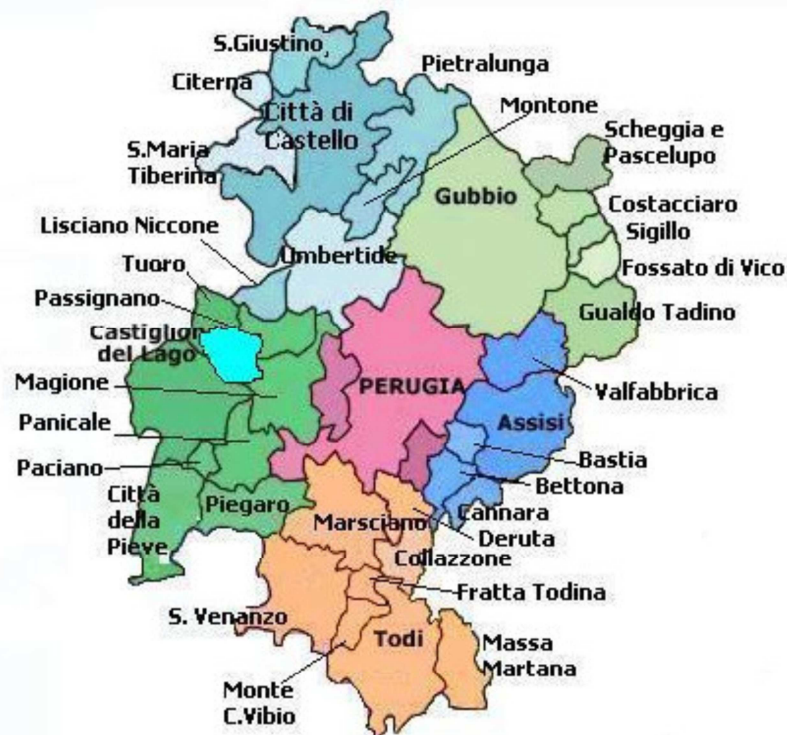 S.Giustino
Pietralunga
Citerna
Montone
Città di
Castello
Scheggia e
Pascelupo
S.Maria
Tiberina
Gubbio
Costacciaro
Lisciano Niccone
Sigillo
Umbertide
Tuoro
Fossato di Vico
Passignano
Gualdo Tadino
Castiglion
del Lago
Magione
PERUGIA
Valfabbrica
Panicale
Assisi
Bastia
Paciano
Bettona
Città
della
Pieve
Piegaro
Cannara
Marsciano
Deruta
Collazzone
Fratta Todina
S. Venanzo
Todi
Massa
Martana
Monte
C.Vibio